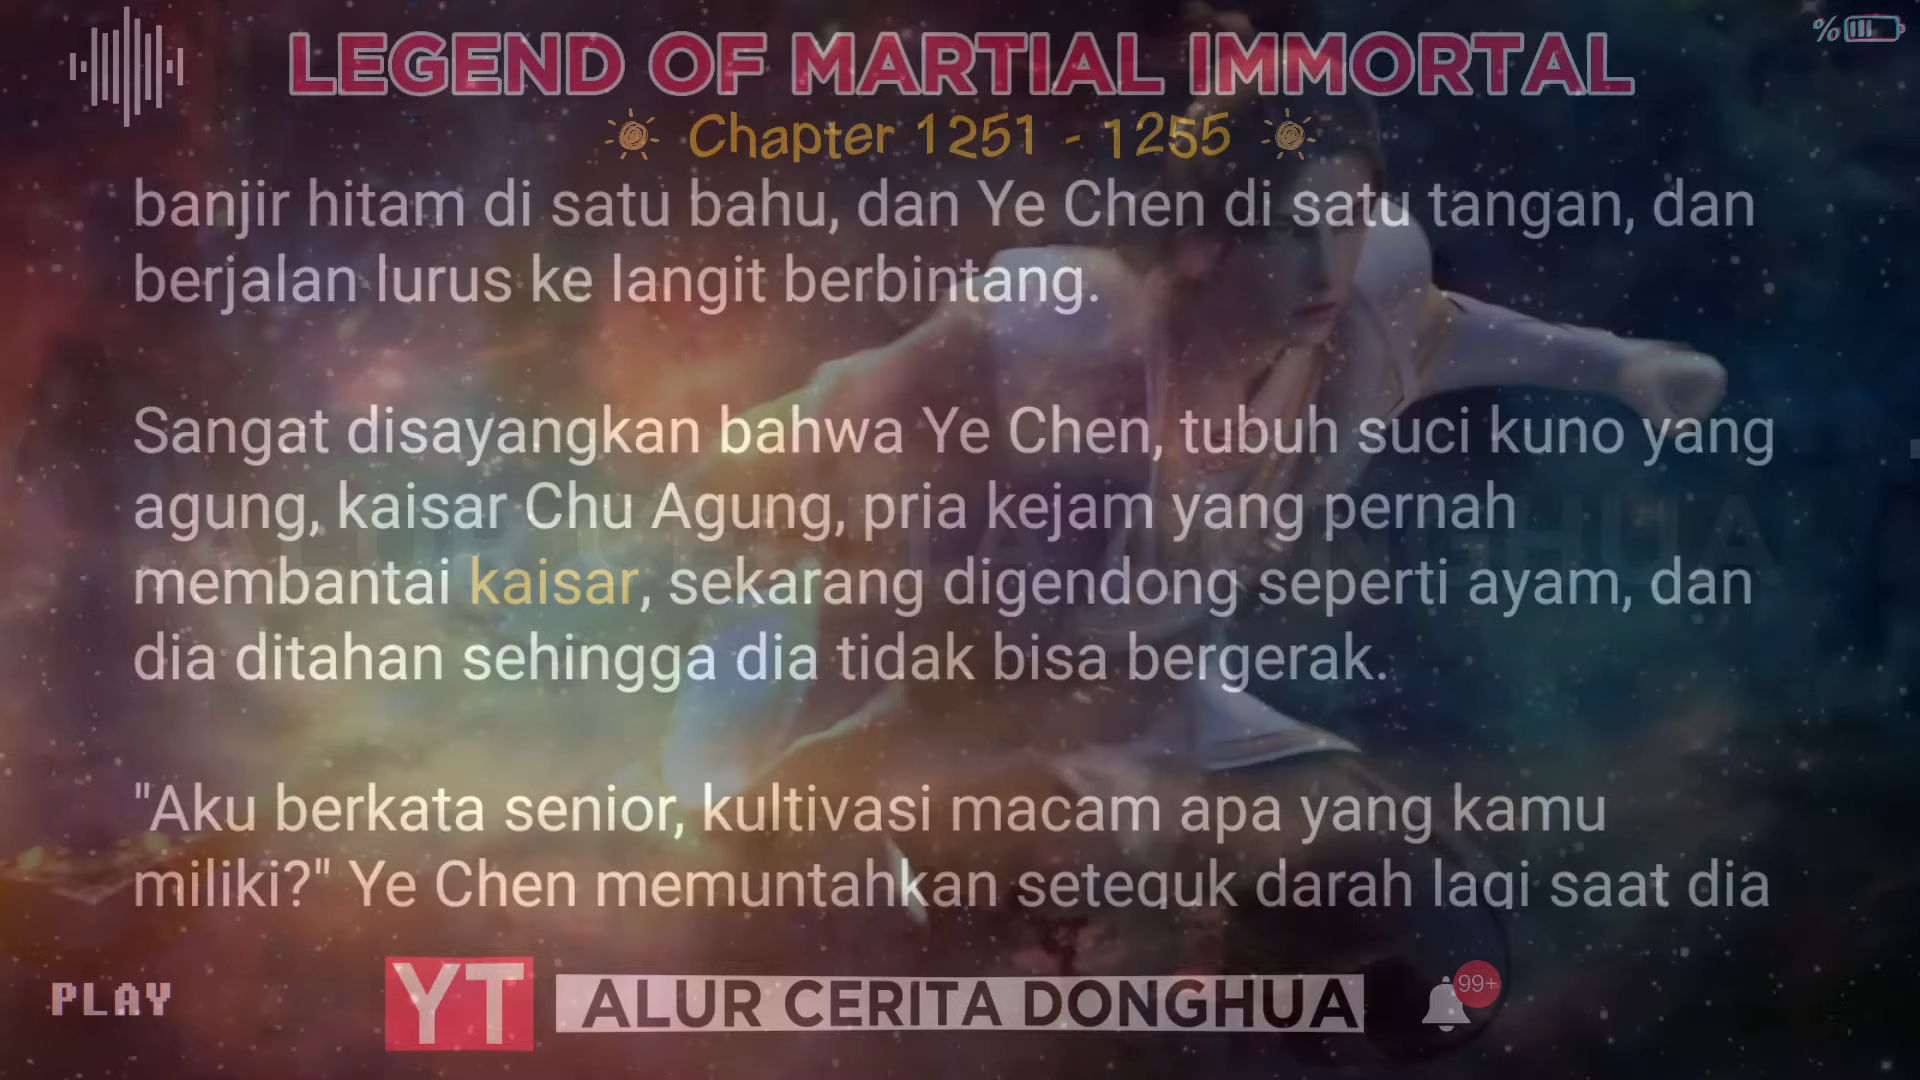 LEGEND OF MARTIAL IMMORTAL
%
Chapter 1251 - 1255
banjir hitam di satu bahu, dan Ye Chen di satu tangan, dan
berjalan lurus ke langit berbintang.
Sangat disayangkan bahwa Ye Chen, tubuh suci kuno yang
agung, kaisar Chu Agung, pria kejam yang pernah
membantai kaisar, sekarang digendong seperti ayam, dan
dia ditahan sehingga dia tidak bisa bergerak.
"Aku berkata senior, kultivasi macam apa yang kamu
miliki?" Ye Chen memuntahkan seteguk darah lagi saat dia
PLAY
YT ALUR CERITA DONGHUA
99+
ALUR CERITA DONGHUA